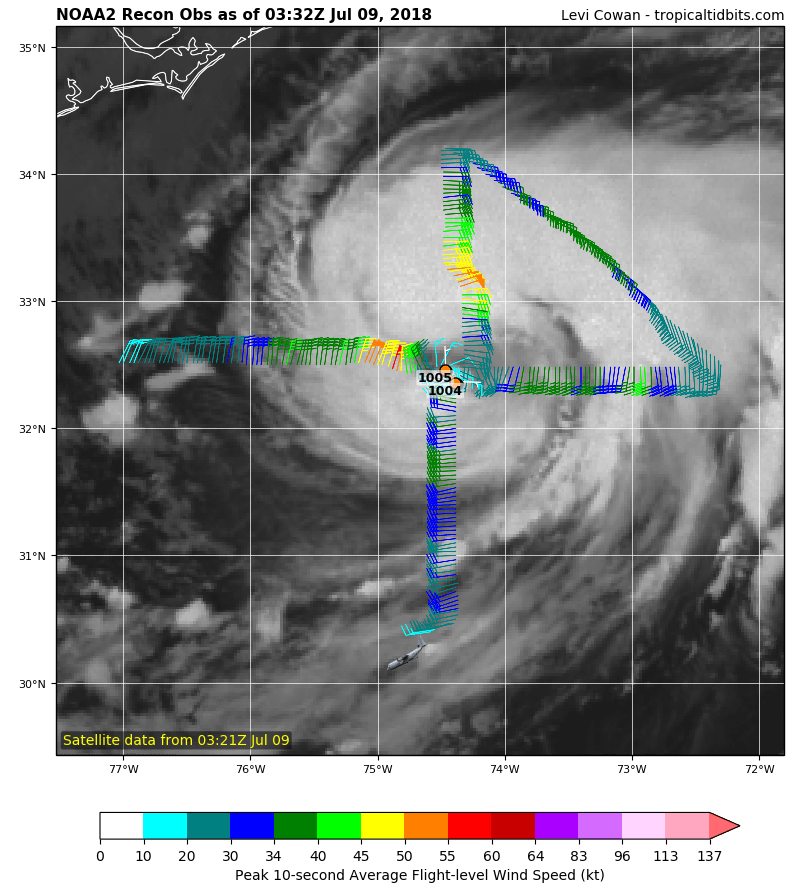 NOAA2 Recon Obs as of 03:32Z Jul 09, 2018 Levi Cowan - tropicaltidbits.com
35°N
34°N
33°N
1005
1004
32°N
31°N
30°N
Satellite data from 03:21Z Jul 09
77°W 76°W 75°W 74°W 73°W 72°W
0 10 20 30 34 40 45 50 55 60 64 83 96 113 137
Peak 10-second Average Flight-level Wind Speed (kt)